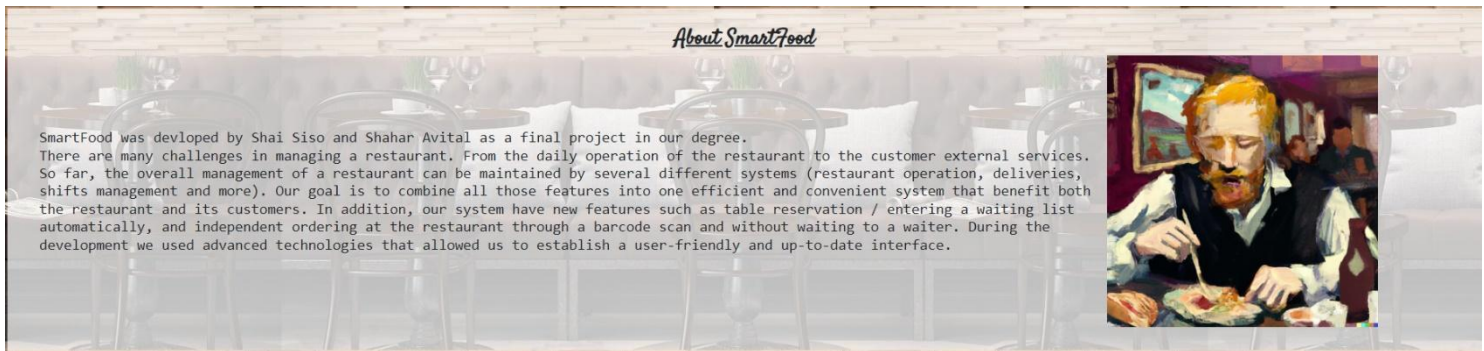 About SmartFood
SmartFood was devloped by Shai Siso and Shahar Avital as a final project in our degree.
There are many challenges in managing a restaurant. From the daily operation of the restaurant to the customer external services.
So far, the overall management of a restaurant can be maintained by several different systems (restaurant operation, deliveries,
shifts management and more). Our goal is to combine all those features into one efficient and convenient system that benefit both
the restaurant and its customers. In addition, our system have new features such as table reservation / entering a waiting list
automatically, and independent ordering at the restaurant through a barcode scan and without waiting to a waiter. During the
development we used advanced technologies that allowed us to establish a user-friendly and up-to-date interface.